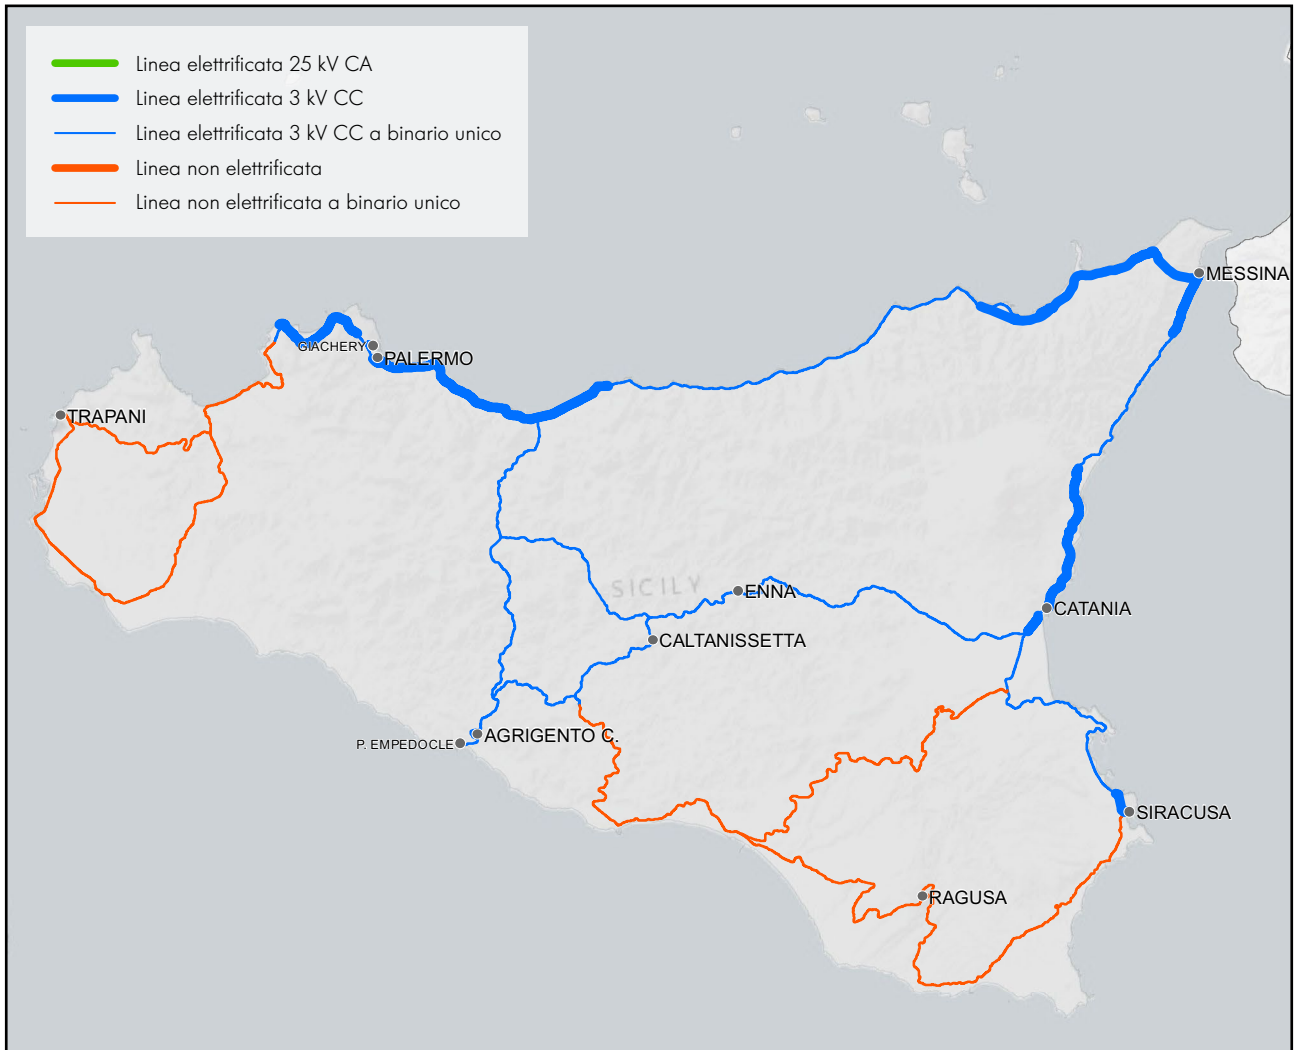 Linea elettrificata 25 kV CA
Linea elettrificata 3 kV CC
Linea elettrificata 3 kV CC a binario unico
Linea non elettrificata
Linea non elettrificata a binario unico
MESSINA
GIACHERY
PALERMO
TRAPANI
SICILY
ENNA
CATANIA
CALTANISSETTA
AGRIGENTO C.
P. EMPEDOCLE
SIRACUSA
RAGUSA